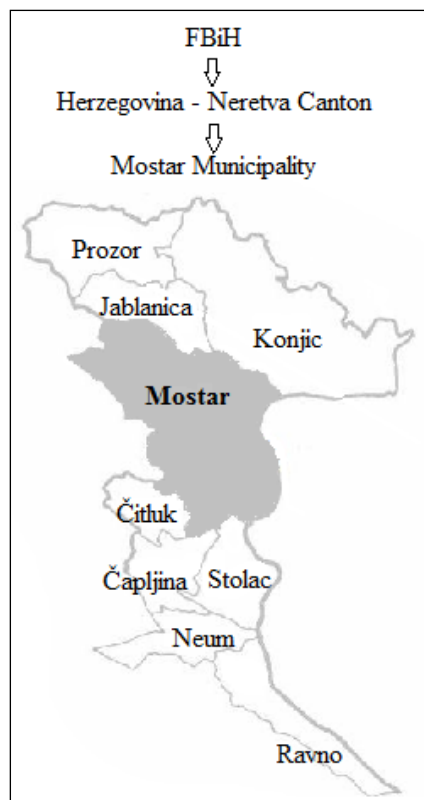 FBiH
Herzegovina - Neretva Canton
Mostar Municipality
Prozor
Jablanica
Konjic
Mostar
Čitluk
Čapljina
Stolac
Neum
Ravno